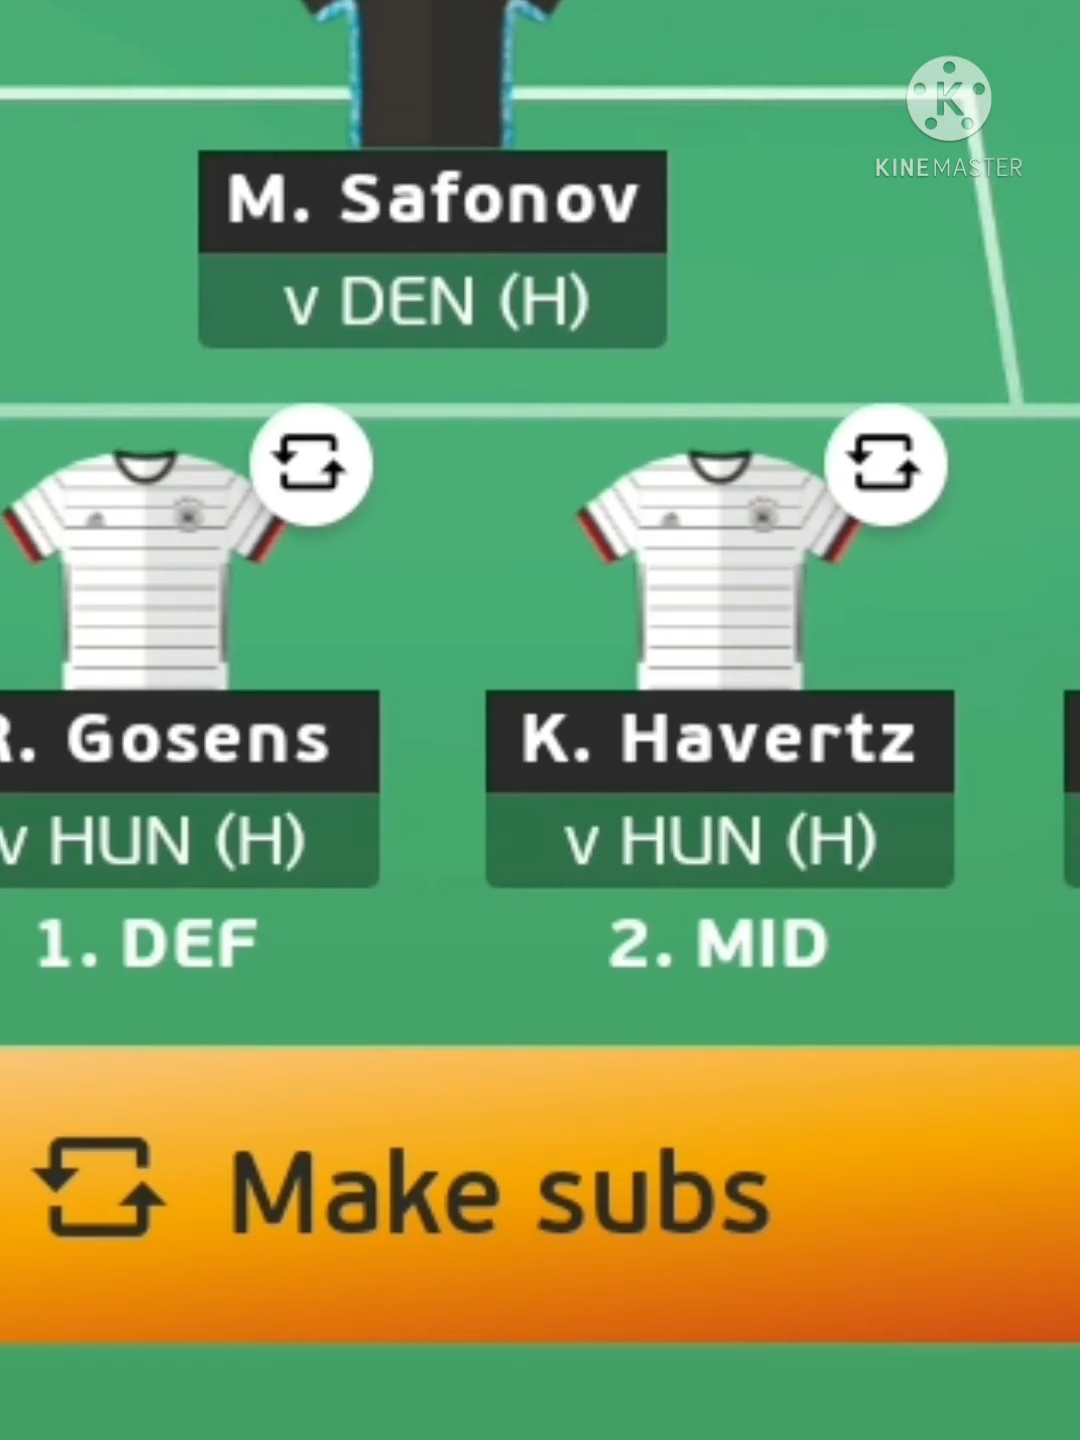 KINEMASTER
M. Safonov
v DEN (H)
R. Gosens
v HUN (H)
1. DEF
K. Havertz
v HUN (H)
2. MID
Make subs